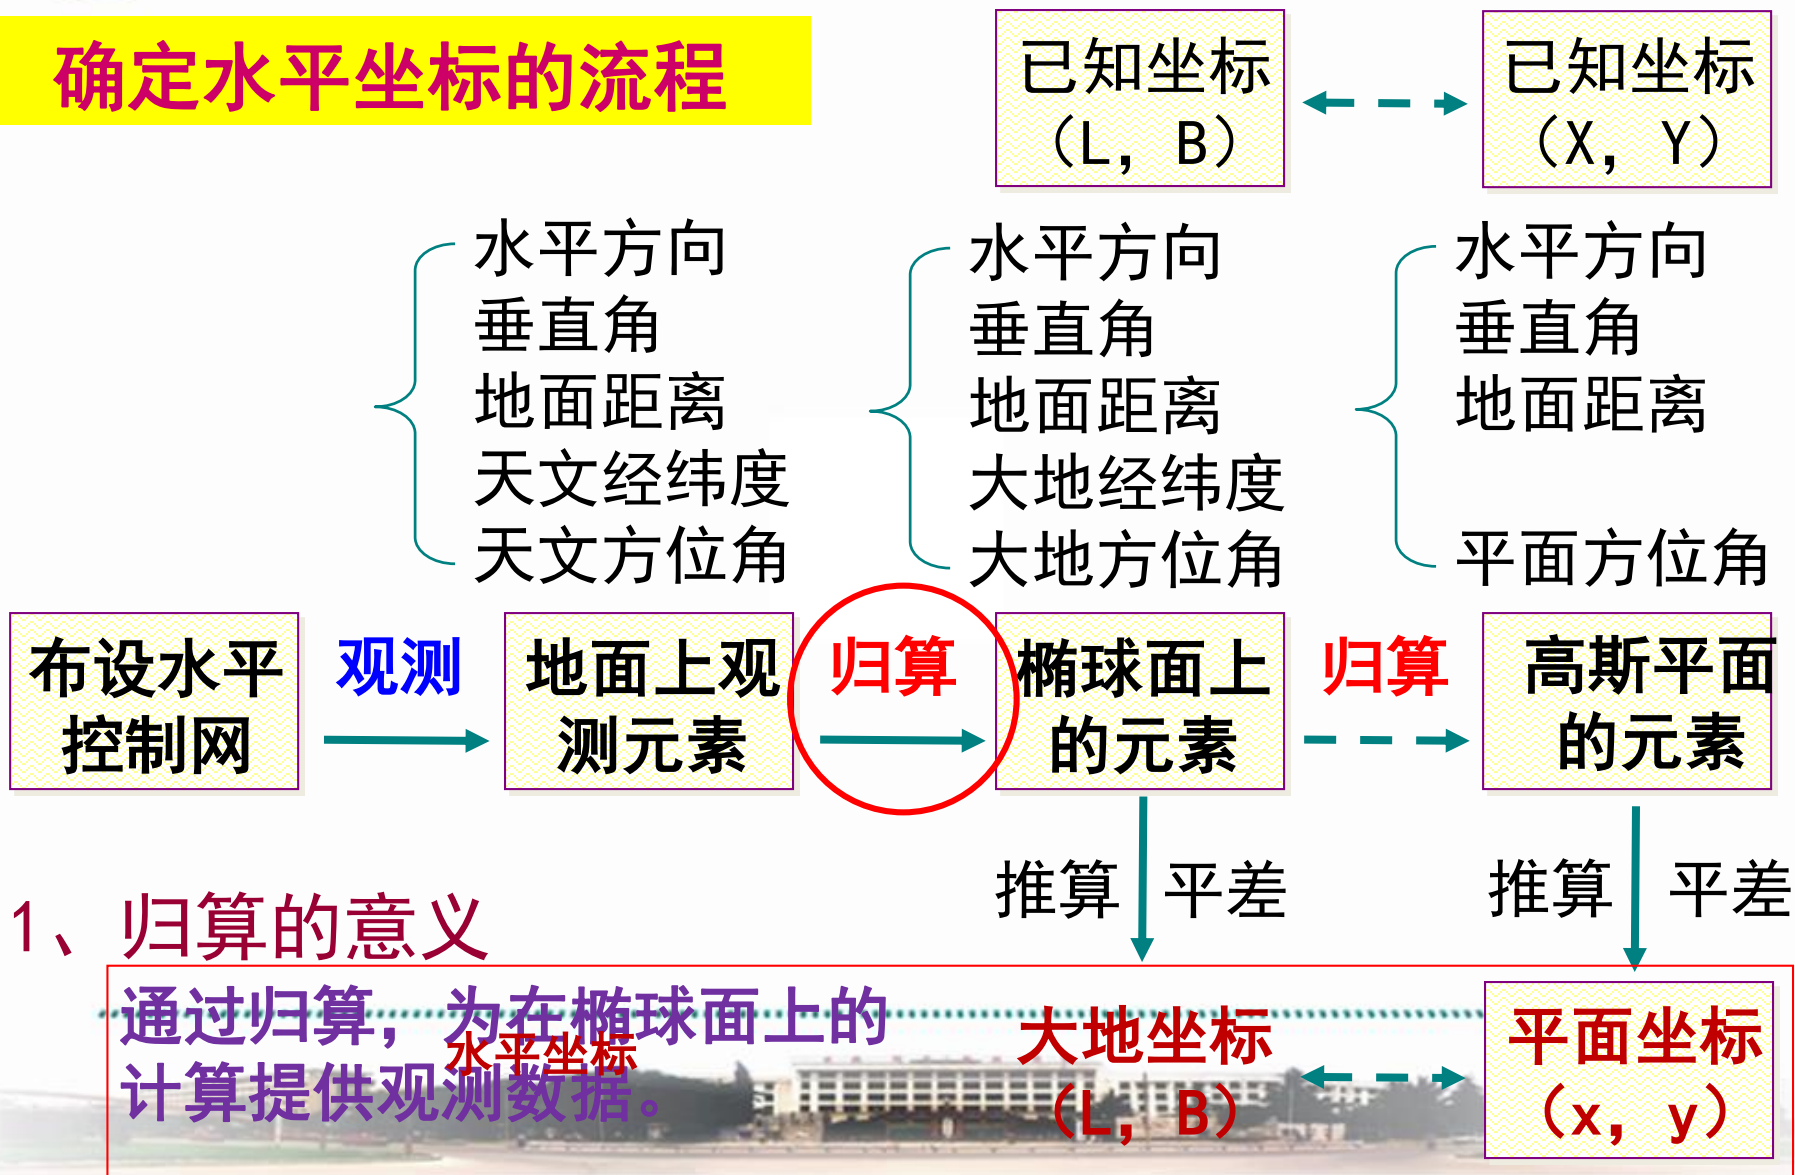 确定水平坐标的流程
已知坐标
（L，B）
已知坐标
（X，Y）
水平方向
垂直角
地面距离
天文经纬度
天文方位角
水平方向
垂直角
地面距离
大地经纬度
大地方位角
水平方向
垂直角
地面距离
平面方位角
布设水平
控制网
观测
地面上观
测元素
归算
椭球面上
的元素
归算
高斯平面
的元素
推算 平差
推算 平差
1、归算的意义
通过归算，为在椭球面上的
计算提供观测数据。
水平坐标
大地坐标
（L，B）
平面坐标
（x，y）